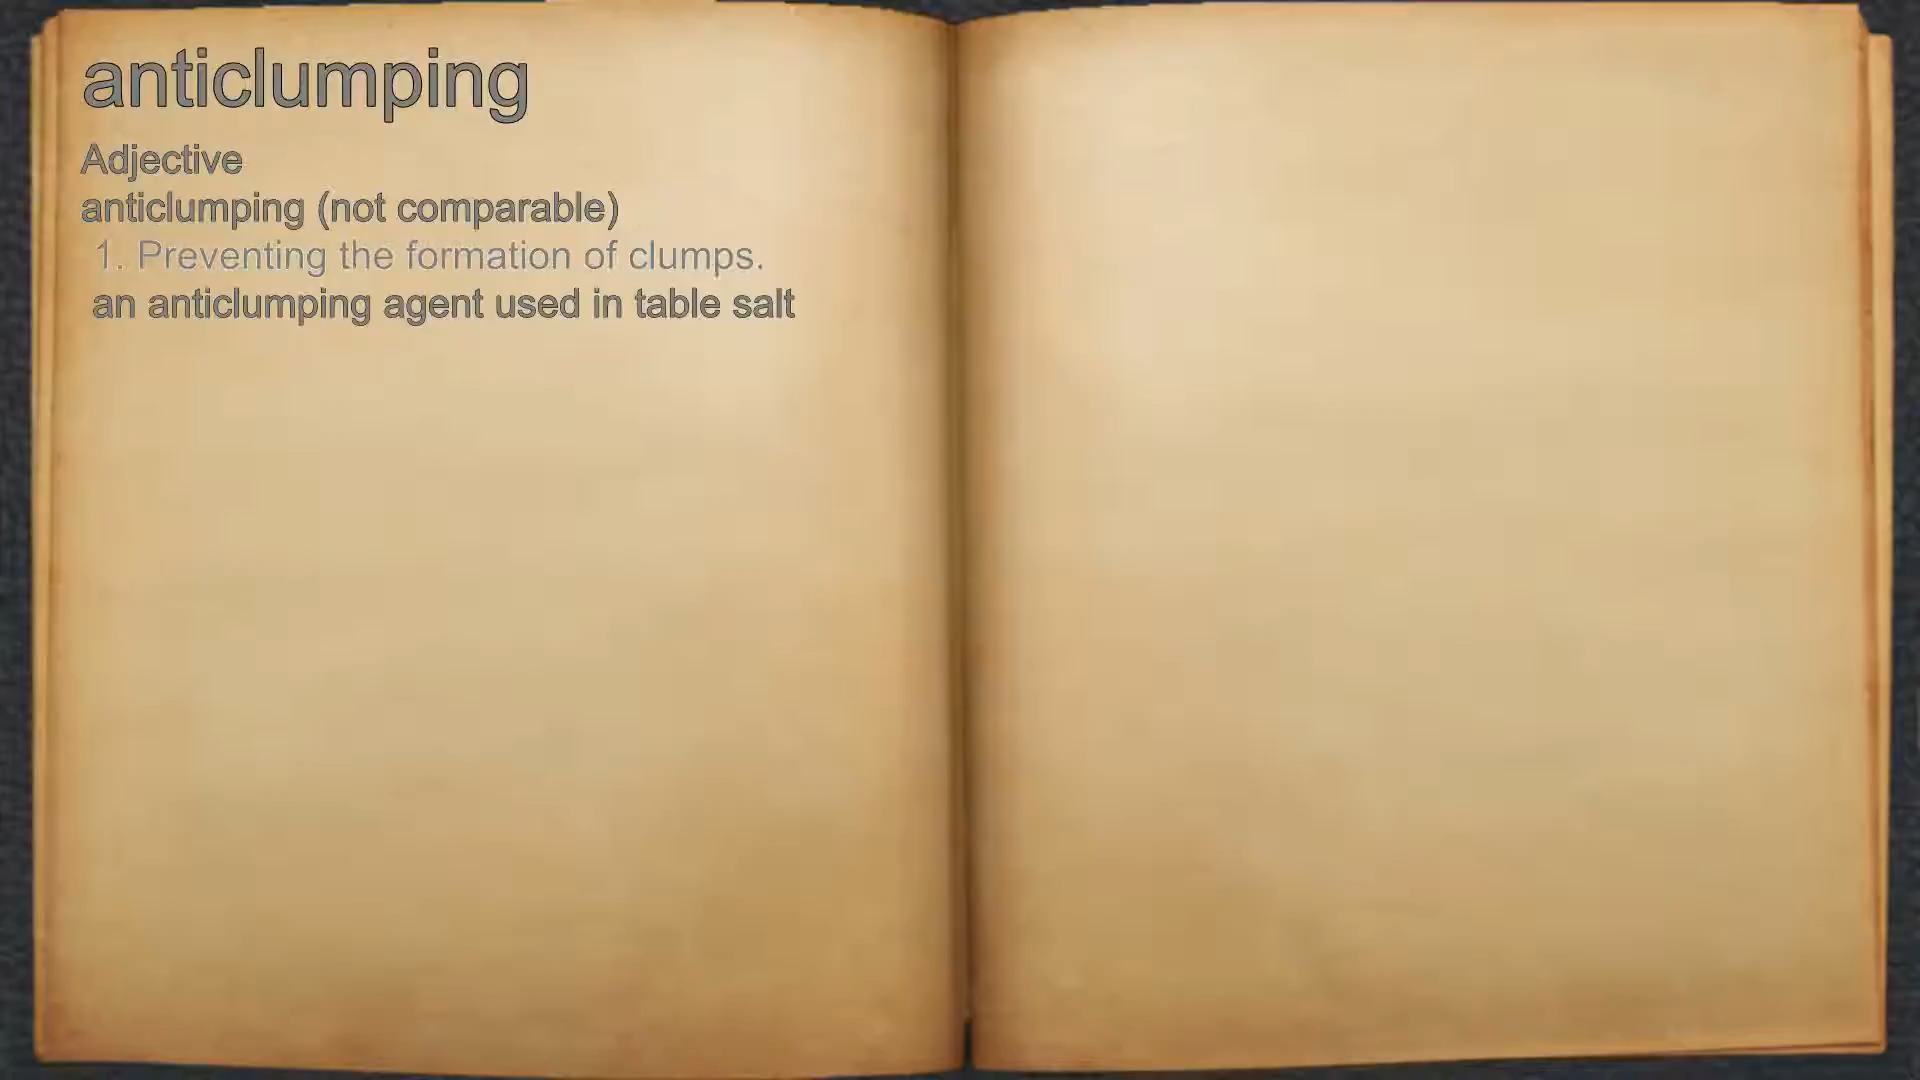 anticlumping
Adjective
anticlumping (not comparable)
1. Preventing the formation of clumps.
an anticlumping agent used in table salt